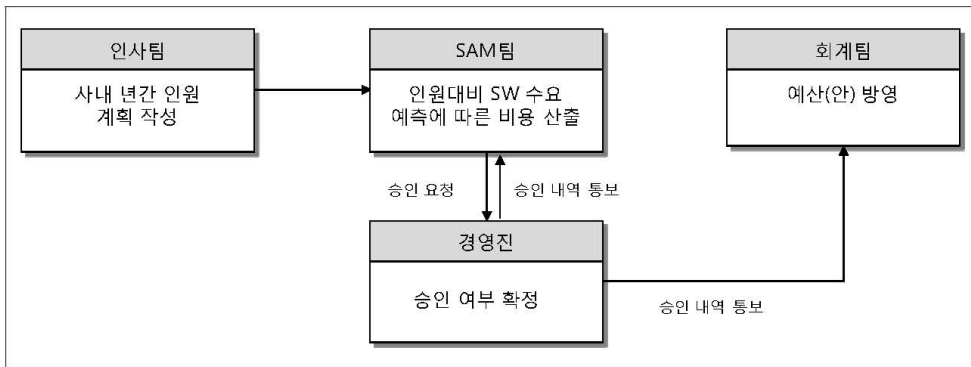 인사팀
사내 년간 인원
계획 작성
SAM팀
인원대비 SW 수요
예측에 따른 비용 산출
회계팀
예산(안) 방영
승인 요청
승인 내역 통보
경영진
승인 여부 확정
승인 내역 통보